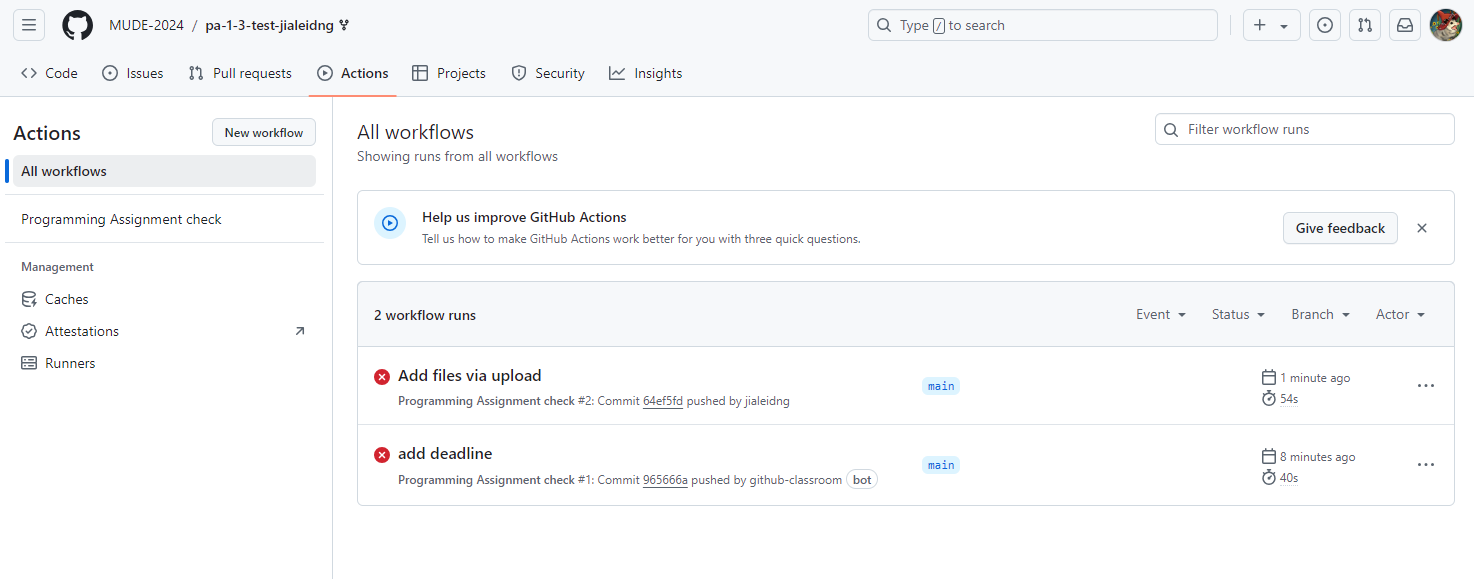 MUDE-2024 / pa-1-3-test-jialeidng
Type / to search
Code Issues Pull requests Actions Projects Security Insights
Actions
New workflow
All workflows
Programming Assignment check
Management
Caches
Attestations
Runners
All workflows
Showing runs from all workflows
Filter workflow runs
Help us improve GitHub Actions
Tell us how to make GitHub Actions work better for you with three quick questions.
Give feedback
2 workflow runs
Event Status Branch Actor
Add files via upload
Programming Assignment check #2: Commit 64ef5fd pushed by jialeidng
main
1 minute ago
54s
add deadline
Programming Assignment check #1: Commit 965666a pushed by github-classroom bot
main
8 minutes ago
40s